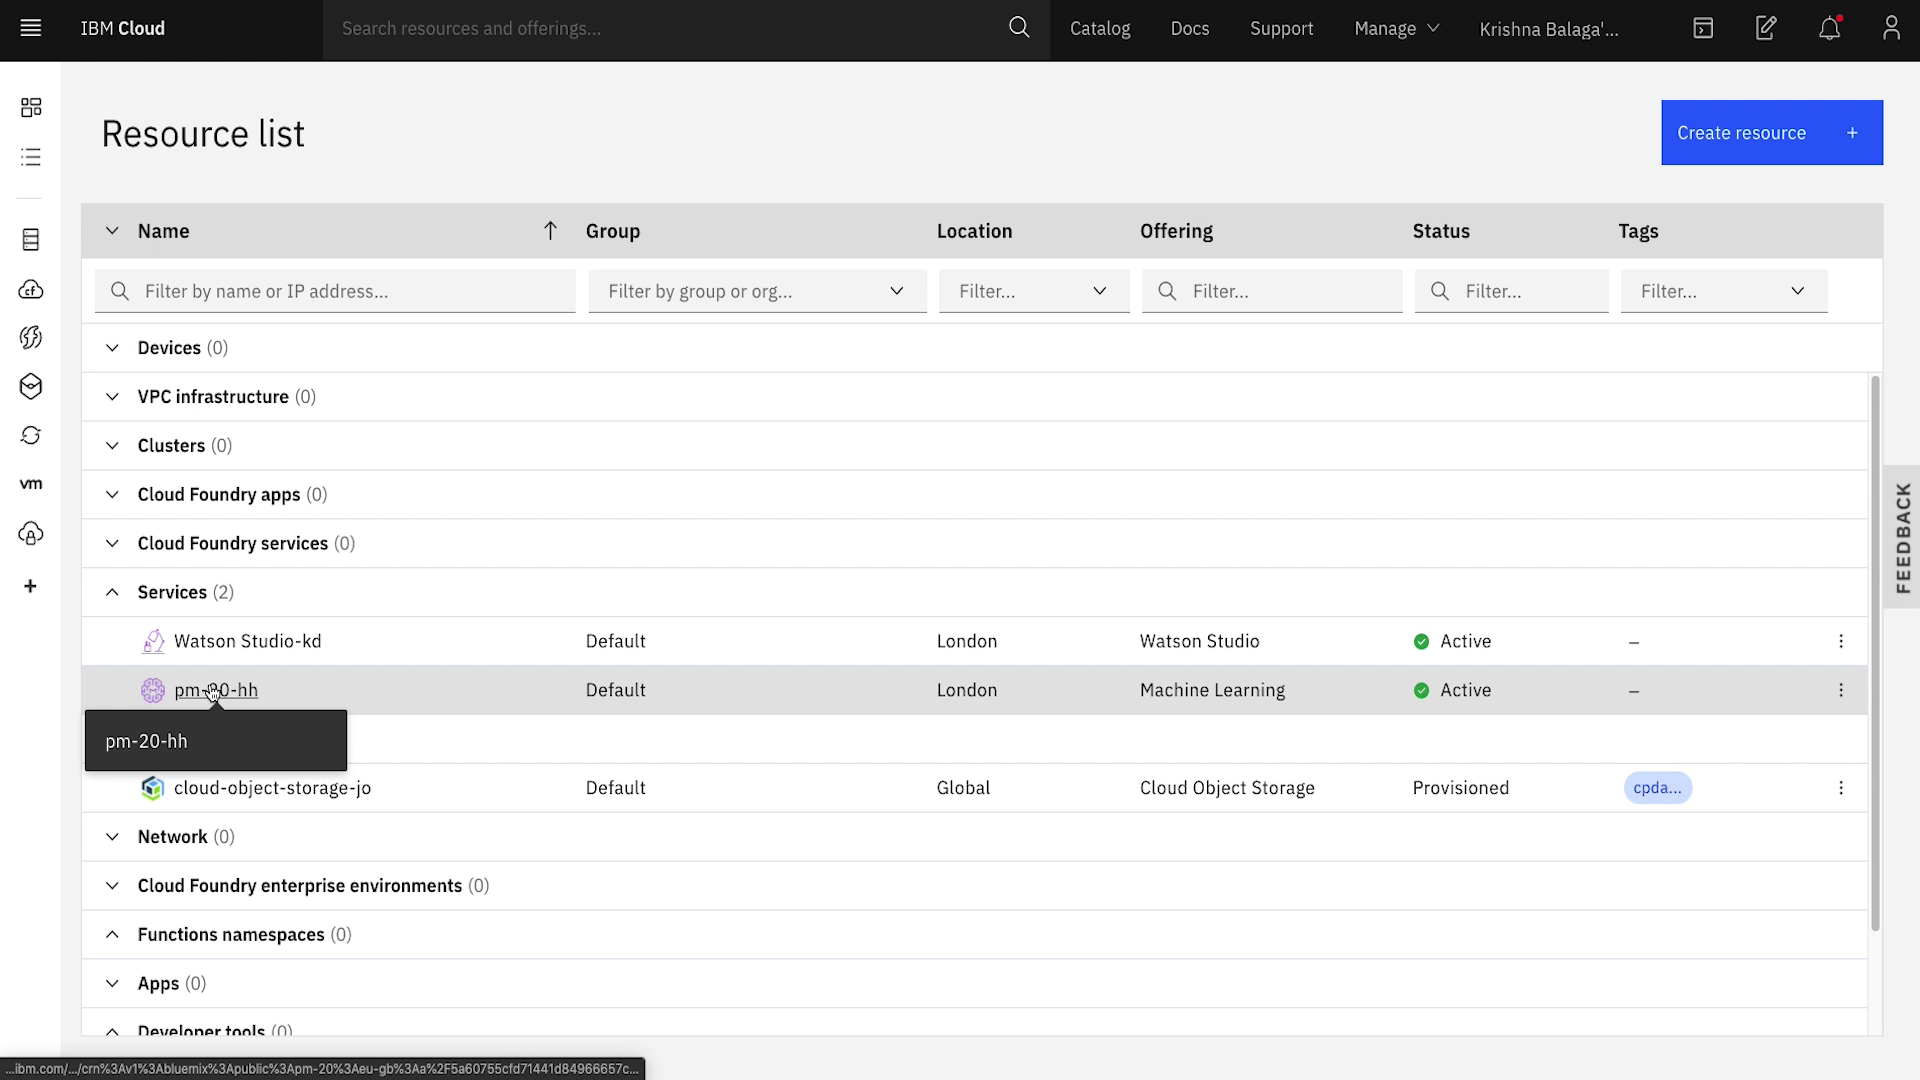 IBM Cloud
Search resources and offerings...
Catalog
Docs
Support
Manage
Krishna Balaga'...
Resource list
Create resource +
Name Group Location Offering Status Tags
Filter by name or IP address... Filter by group or org... Filter... Filter... Filter... Filter...
Devices (0)
VPC infrastructure (0)
Clusters (0)
Cloud Foundry apps (0)
Cloud Foundry services (0)
Services (2)
Watson Studio-kd Default London Watson Studio Active –
pm-20-hh Default London Machine Learning Active –
pm-20-hh
cloud-object-storage-jo Default Global Cloud Object Storage Provisioned cpda...
Network (0)
Cloud Foundry enterprise environments (0)
Functions namespaces (0)
Apps (0)
Developer tools (0)
vm
FEEDBACK
...ibm.com/.../crn%3Av1%3Abluemix%3Apublic%3Apm-20%3Aeu-gb%3Aa%2F5a60755cfd71441d84966657c...